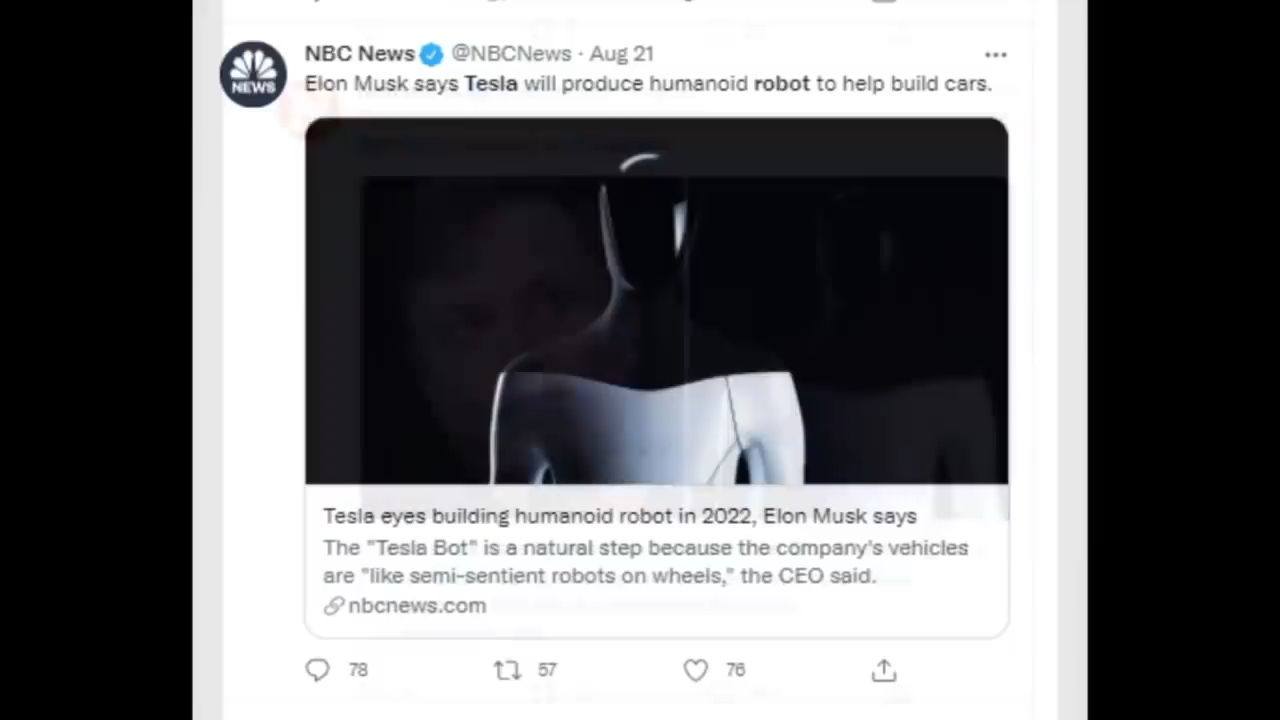 NBC News @NBCNews · Aug 21
NEWS
Elon Musk says Tesla will produce humanoid robot to help build cars.
Tesla eyes building humanoid robot in 2022, Elon Musk says
The "Tesla Bot" is a natural step because the company's vehicles
are "like semi-sentient robots on wheels," the CEO said.
nbcnews.com
78 57 76